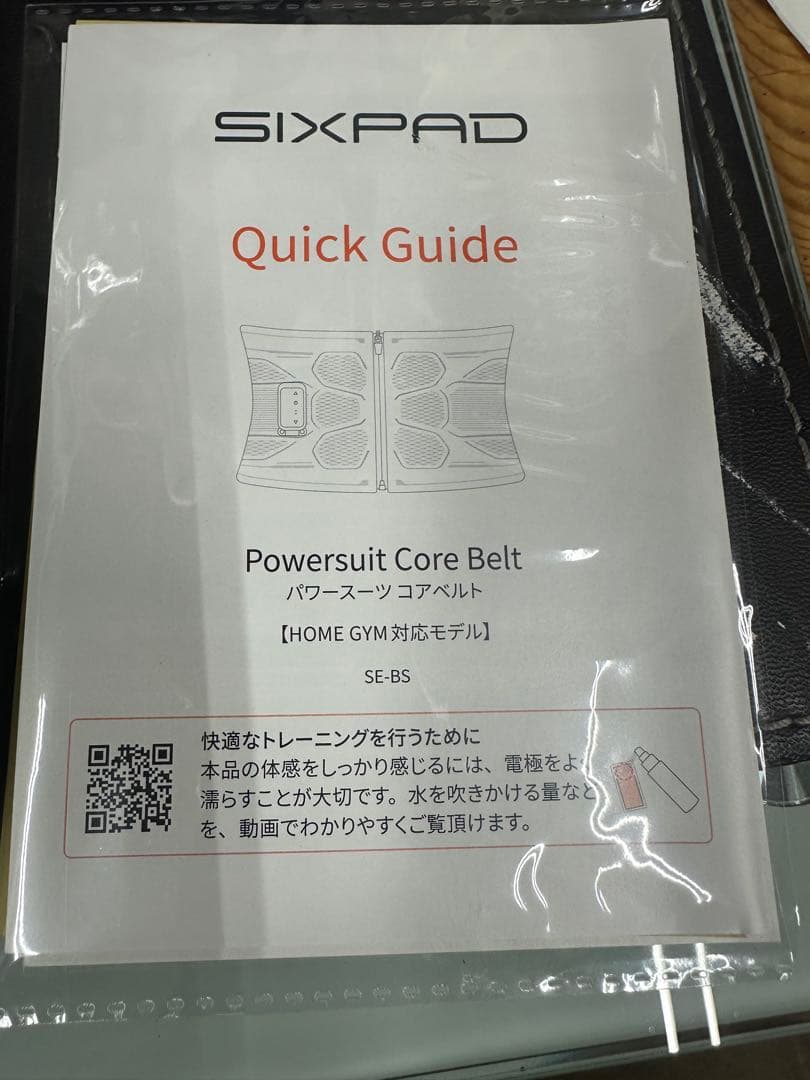 SIXPAD
Quick Guide
Powersuit Core Belt
パワースーツ コアベルト
【HOME GYM対応モデル】
SE-BS
快適なトレーニングを行うために
本品の体感をしっかり感じるには、電極をよく
濡らすことが大切です。水を吹きかける量など
を、動画でわかりやすくご覧頂けます。